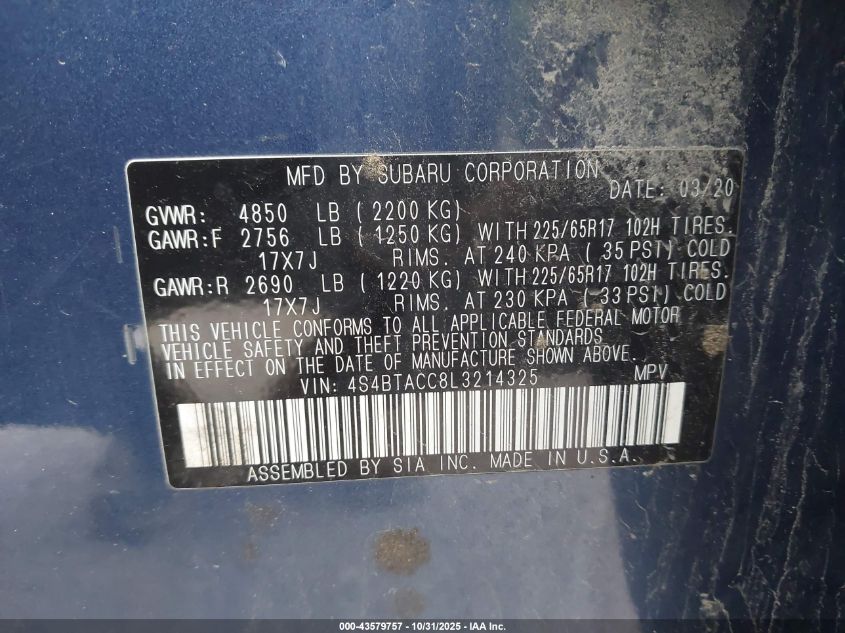 MFD BY SUBARU CORPORATION
DATE: 03/20
GVWR: 4850 LB ( 2200 KG)
GAWR:F 2756 LB ( 1250 KG) WITH 225/65R17 102H TIRES.
17X7J RIMS. AT 240 KPA ( 35 PSI) COLD
GAWR:R 2690 LB ( 1220 KG) WITH 225/65R17 102H TIRES.
17X7J RIMS. AT 230 KPA ( 33 PSI) COLD
THIS VEHICLE CONFORMS TO ALL APPLICABLE FEDERAL MOTOR
VEHICLE SAFETY AND THEFT PREVENTION STANDARDS
IN EFFECT ON THE DATE OF MANUFACTURE SHOWN ABOVE.
VIN: 4S4BTACC8L3214325 MPV
ASSEMBLED BY SIA INC. MADE IN U.S.A.
000-43579757 - 10/31/2025 - IAA Inc.